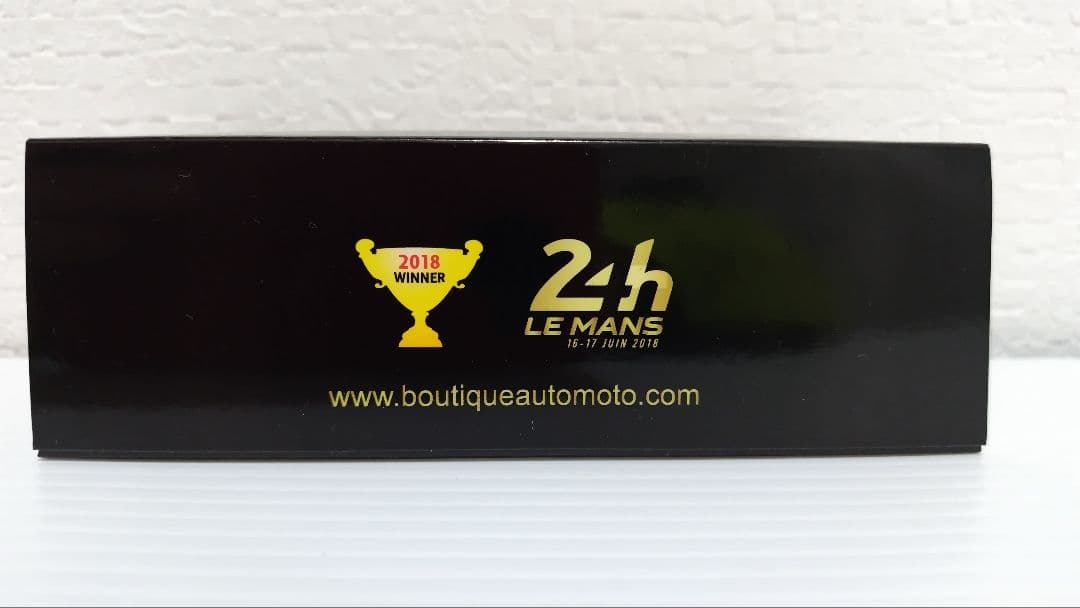 2018
WINNER
24h
LE MANS
16-17 JUIN 2018
www.boutiqueautomoto.com